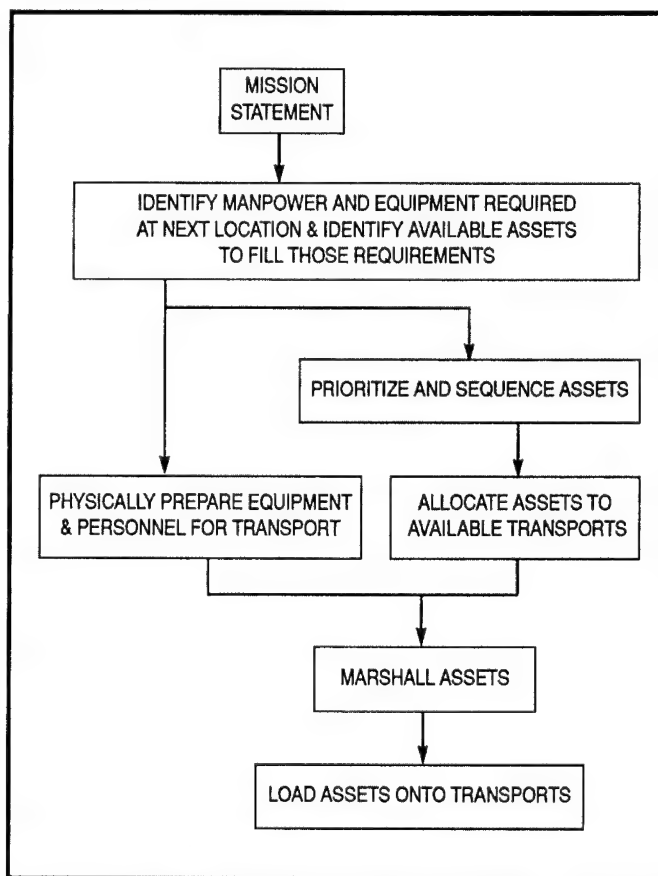 MISSION
STATEMENT
IDENTIFY MANPOWER AND EQUIPMENT REQUIRED
AT NEXT LOCATION & IDENTIFY AVAILABLE ASSETS
TO FILL THOSE REQUIREMENTS
PRIORITIZE AND SEQUENCE ASSETS
PHYSICALLY PREPARE EQUIPMENT
& PERSONNEL FOR TRANSPORT
ALLOCATE ASSETS TO
AVAILABLE TRANSPORTS
MARSHALL ASSETS
LOAD ASSETS ONTO TRANSPORTS